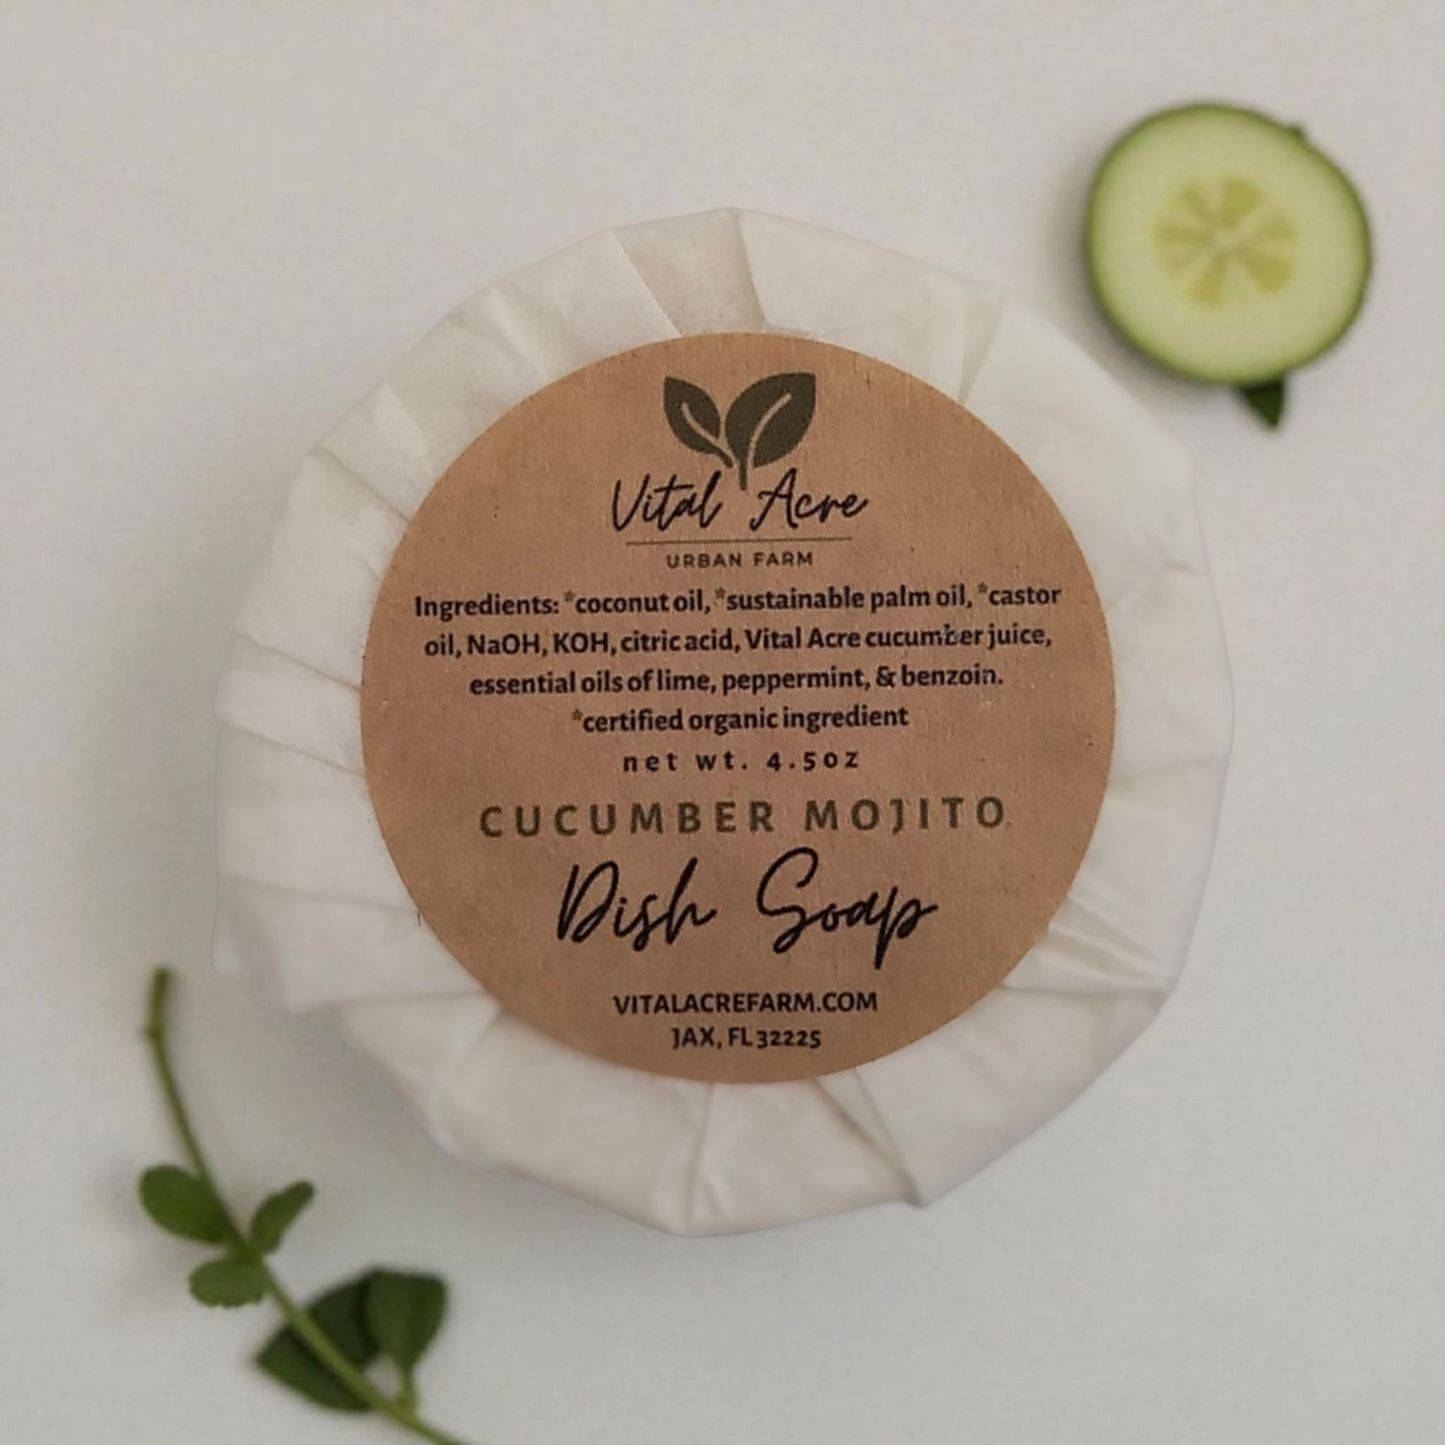 Vital Acre
URBAN FARM
Ingredients: *coconut oil, *sustainable palm oil, *castor
oil, NaOH, KOH, citric acid, Vital Acre cucumber juice,
essential oils of lime, peppermint, & benzoin.
*certified organic ingredient
net wt. 4.5oz
CUCUMBER MOJITO
Dish Soap
VITALACREFARM.COM
JAX, FL 32225